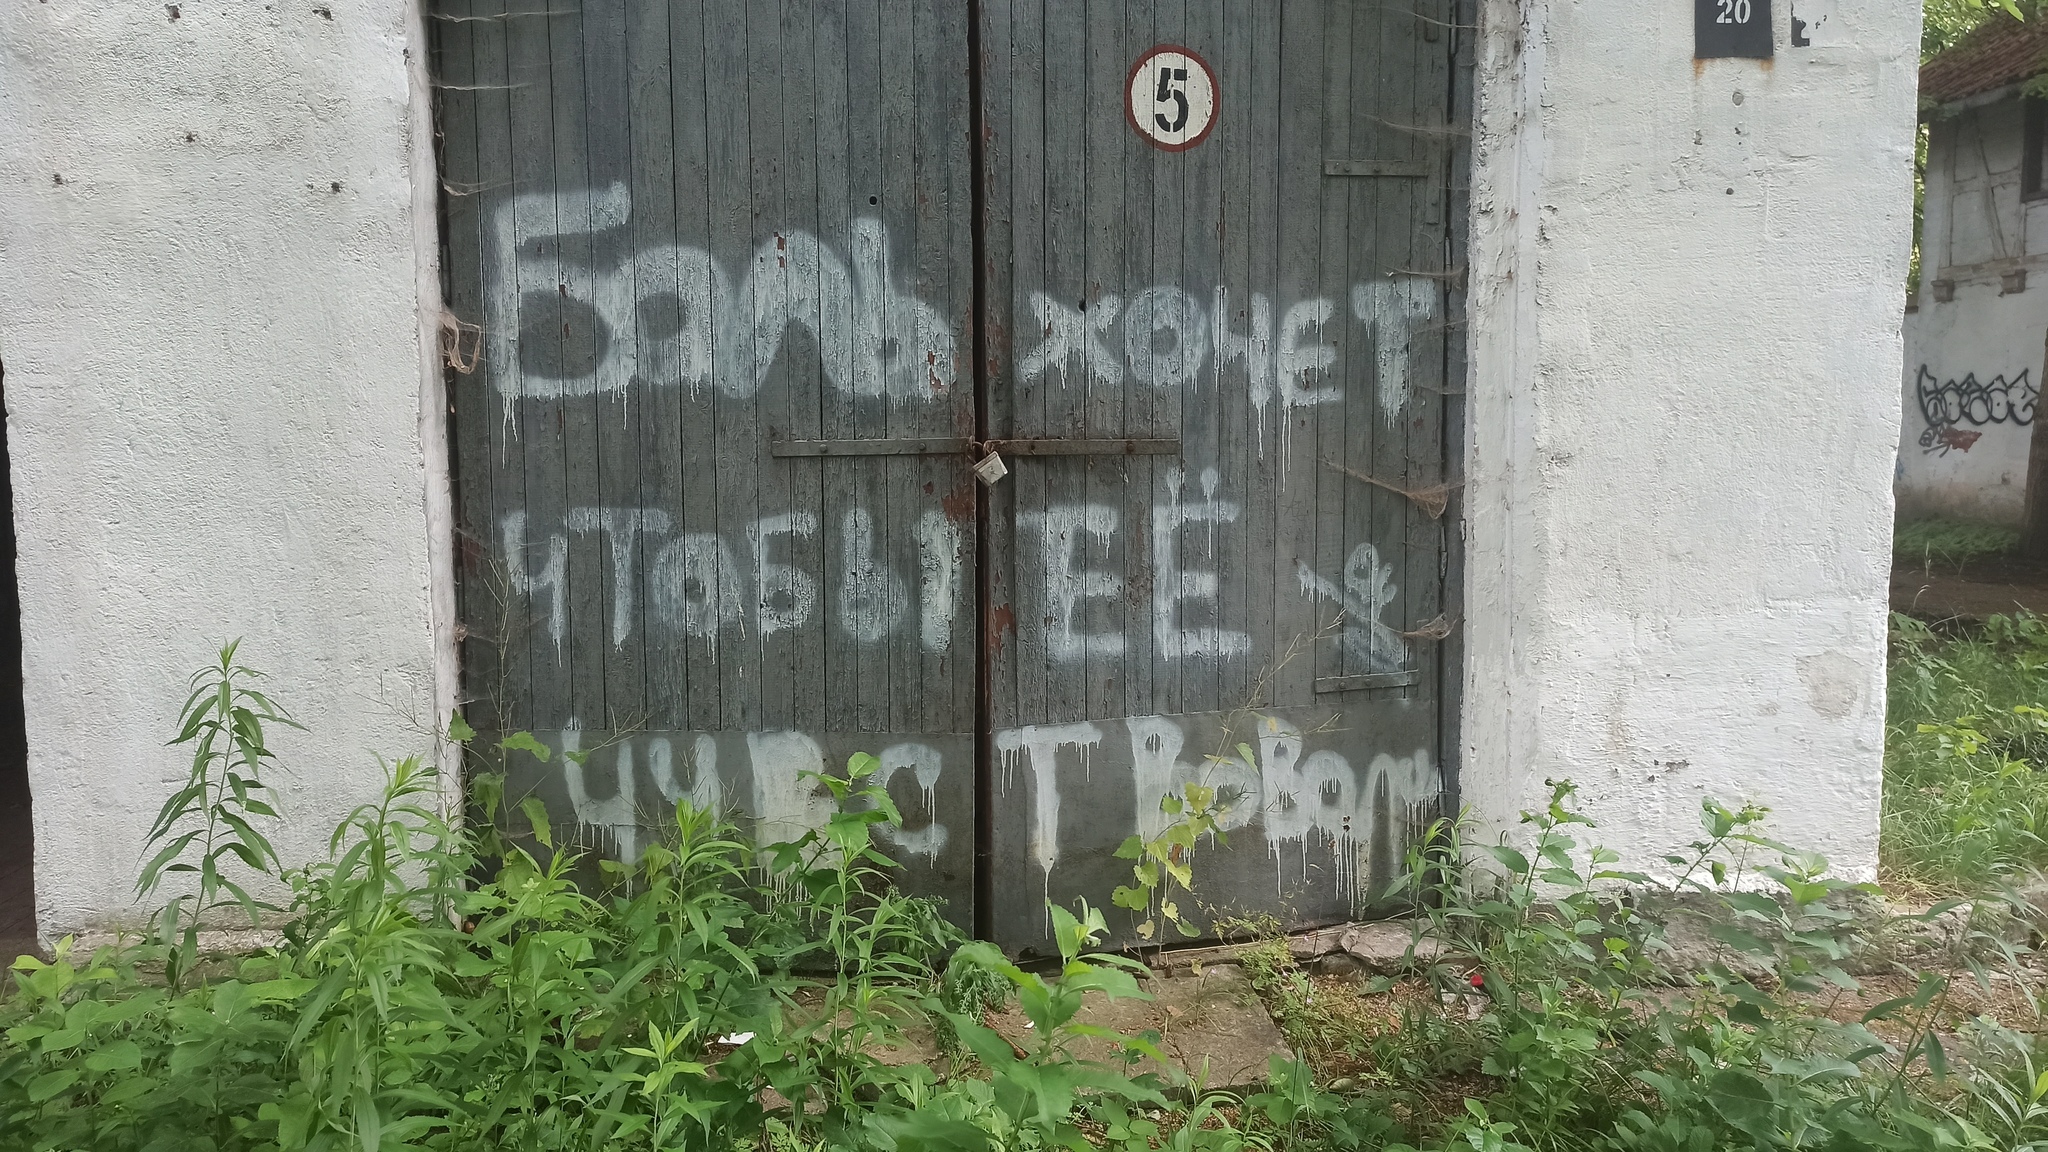 20
5
Боль хочет
чтобы её
чувствовали